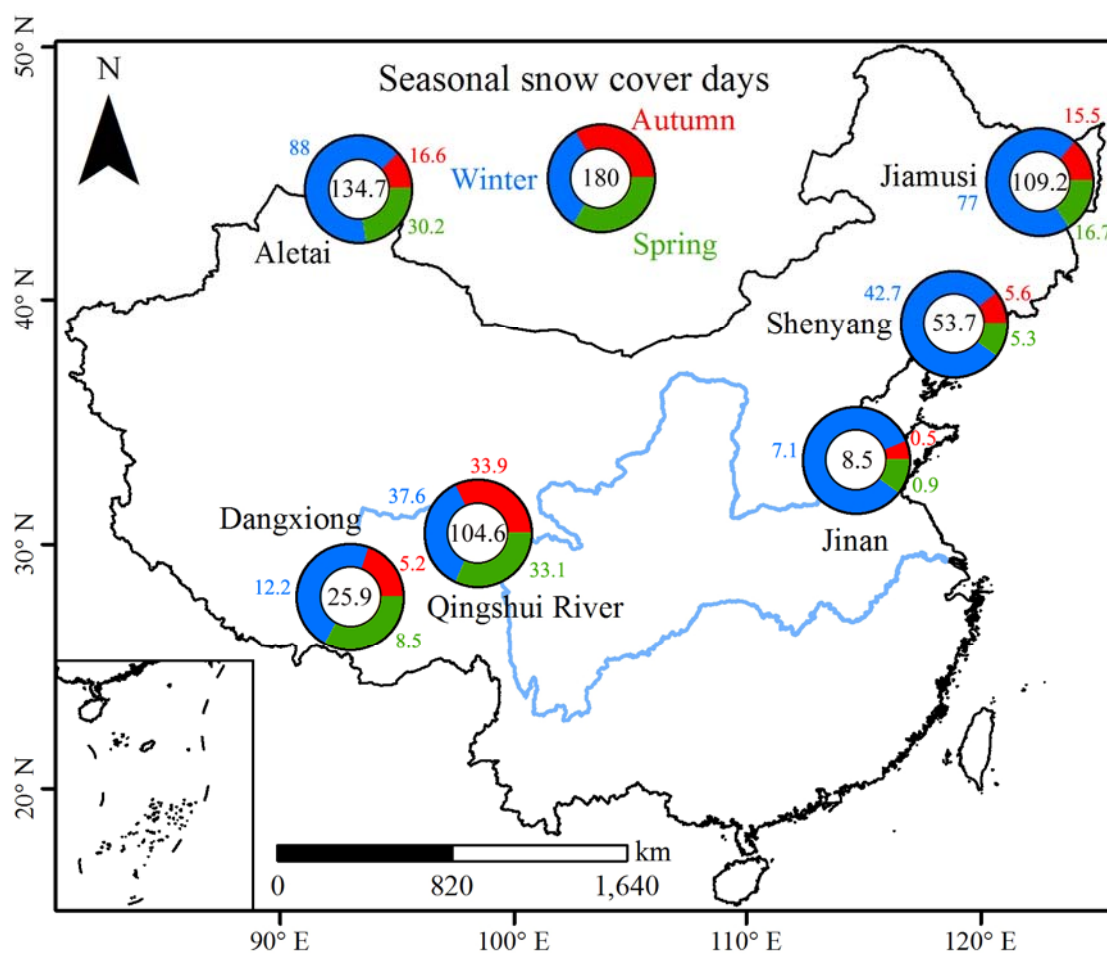 50° N
40° N
30° N
20° N
N
Seasonal snow cover days
Autumn
Winter
180
Spring
88
16.6
134.7
30.2
Aletai
15.5
Jiamusi
109.2
77
16.7
42.7
5.6
Shenyang
53.7
5.3
7.1
0.5
8.5
0.9
Jinan
33.9
37.6
104.6
33.1
Qingshui River
Dangxiong
5.2
12.2
25.9
8.5
km
0
820
1,640
90° E
100° E
110° E
120° E